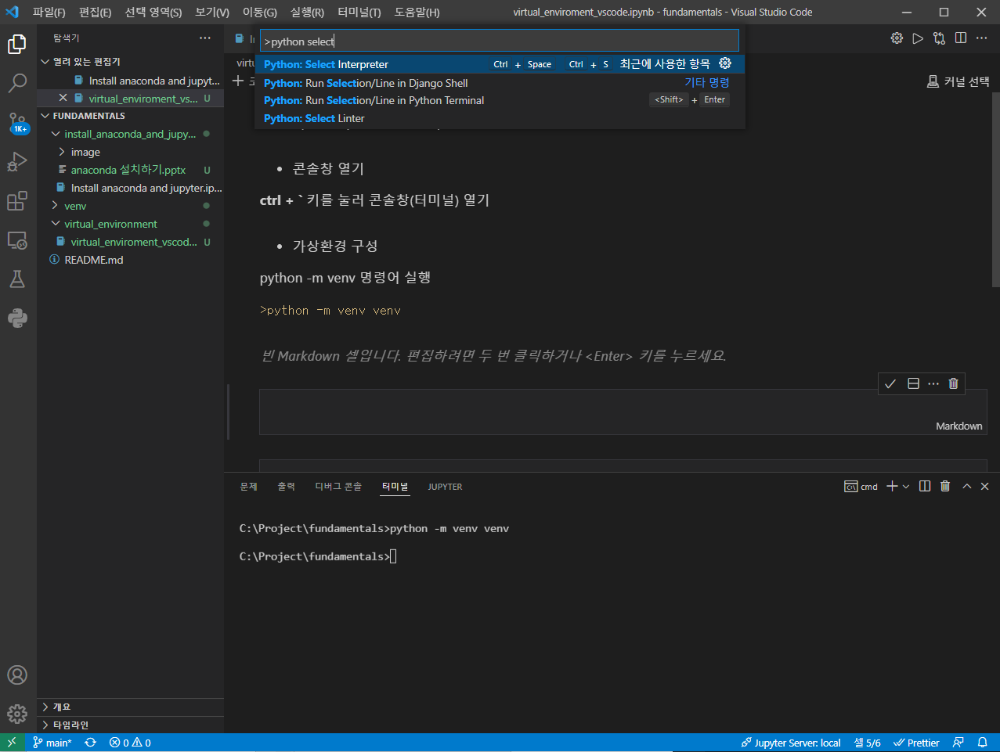 파일(F) 편집(E) 선택 영역(S) 보기(V) 이동(G) 실행(R) 터미널(T) 도움말(H) virtual_enviroment_vscode.ipynb - fundamentals - Visual Studio Code
탐색기
>python select
열려 있는 편집기
Python: Select Interpreter Ctrl + Space Ctrl + S 최근에 사용한 항목
Install anaconda and jupyt...
Python: Run Selection/Line in Django Shell 기타 명령
커널 선택
virtual_enviroment_vs... U
Python: Run Selection/Line in Python Terminal <Shift> + Enter
FUNDAMENTALS
Python: Select Linter
install_anaconda_and_jupy...
1K+
image
anaconda 설치하기.pptx U
콘솔창 열기
Install anaconda and jupyter.ip...
venv
ctrl + ` 키를 눌러 콘솔창(터미널) 열기
virtual_environment
virtual_enviroment_vscod... U
가상환경 구성
README.md
python -m venv 명령어 실행
>python -m venv venv
빈 Markdown 셀입니다. 편집하려면 두 번 클릭하거나 <Enter> 키를 누르세요.
Markdown
문제 출력 디버그 콘솔 터미널 JUPYTER cmd
C:\Project\fundamentals>python -m venv venv
C:\Project\fundamentals>
개요
타임라인
main* 0 0 Jupyter Server: local 셀 5/6 Prettier